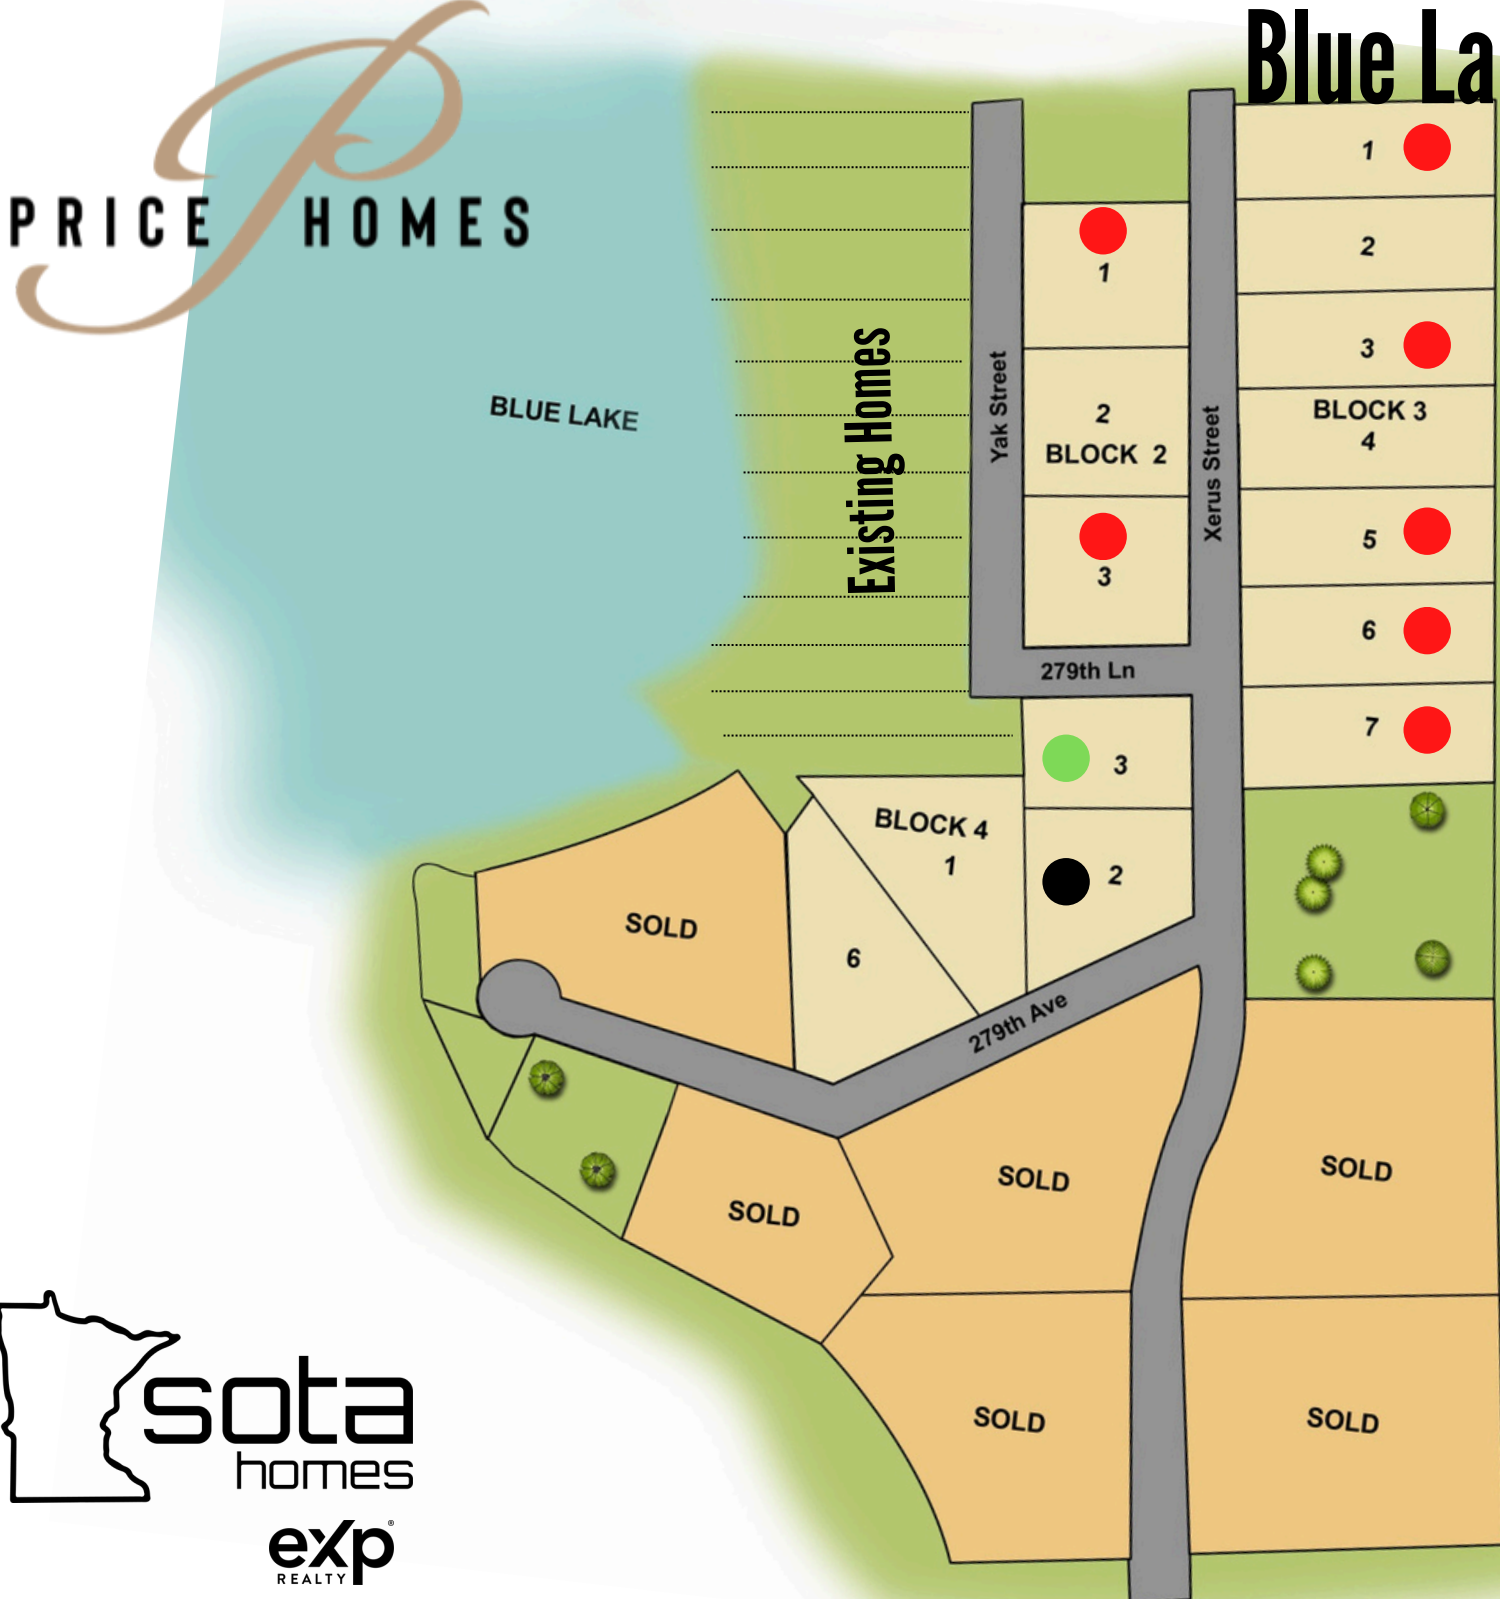 Blue La
PRICE HOMES
1
1
2
BLUE LAKE
Existing Homes
Yak Street
Xerus Street
3
2
BLOCK 2
BLOCK 3
4
3
5
6
279th Ln
7
3
BLOCK 4
1
2
6
SOLD
279th Ave
SOLD
SOLD
SOLD
SOLD
SOLD
sota
homes
eXp®
REALTY